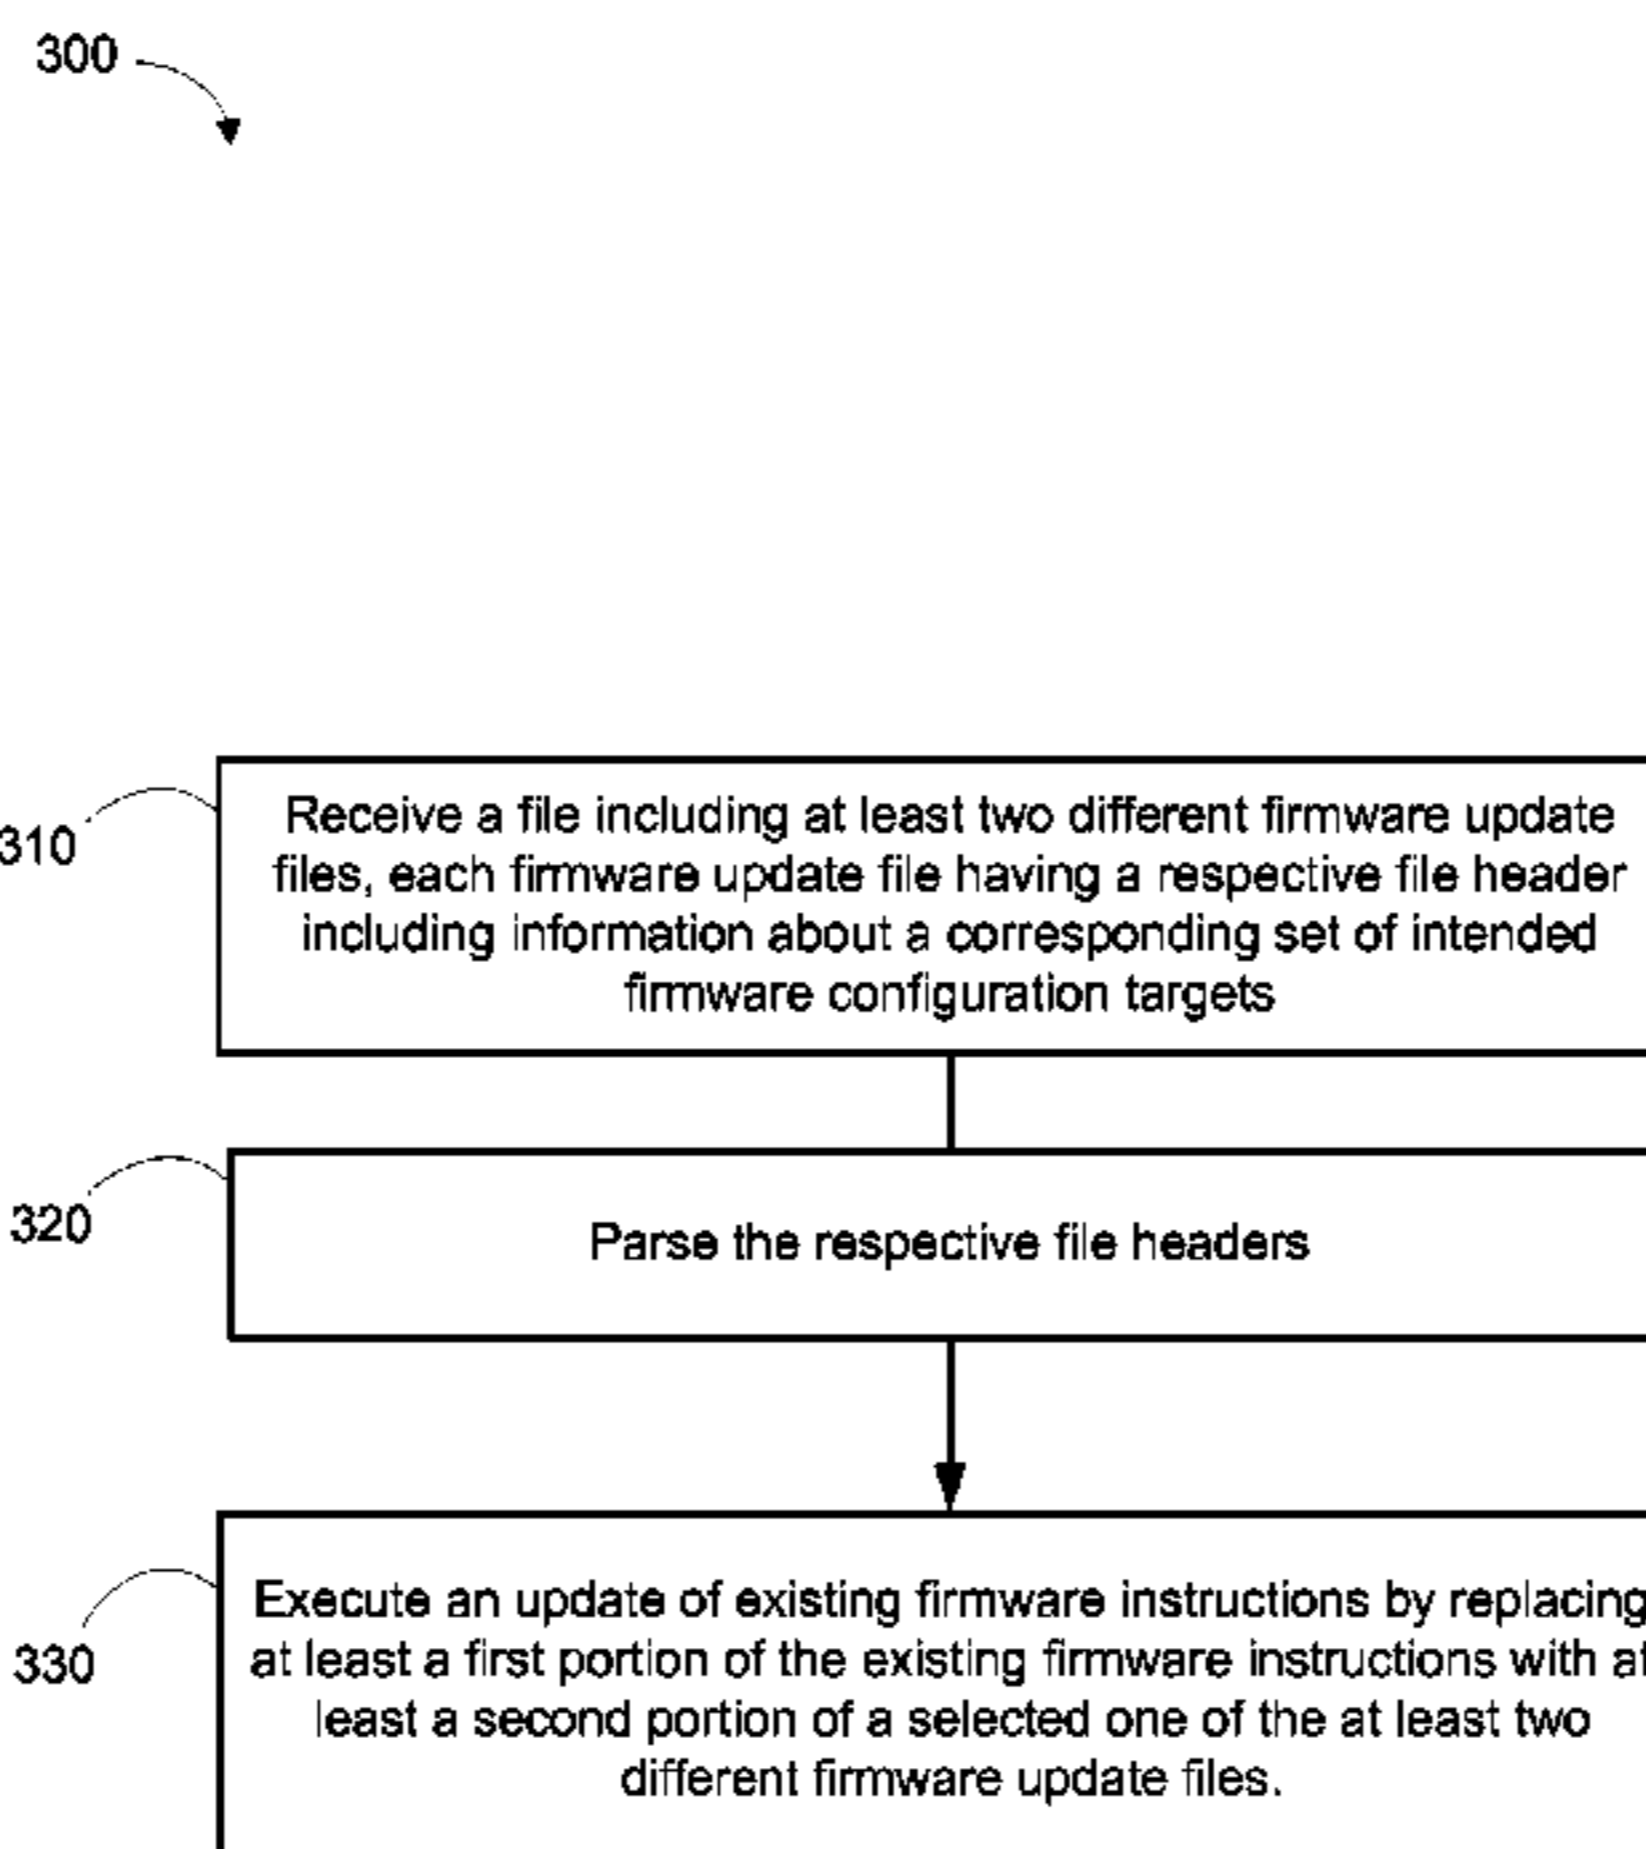 300
310
Receive a file including at least two different firmware update
files, each firmware update file having a respective file header
including information about a corresponding set of intended
firmware configuration targets
320
Parse the respective file headers
330
Execute an update of existing firmware instructions by replacing
at least a first portion of the existing firmware instructions with at
least a second portion of a selected one of the at least two
different firmware update files.